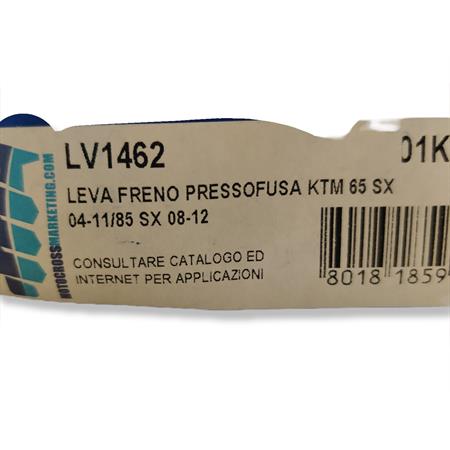 LV1462
01K
LEVA FRENO PRESSOFUSA KTM 65 SX
04-11/85 SX 08-12
CONSULTARE CATALOGO ED
INTERNET PER APPLICAZIONI
8018 1859
MOTOCROSSMARKETING.COM